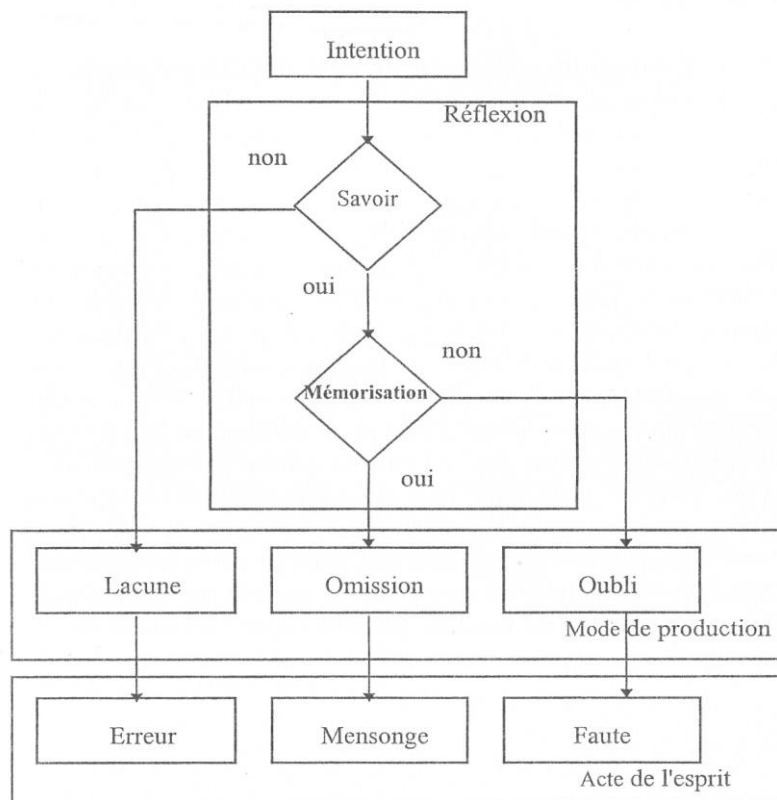 Intention
Réflexion
non
Savoir
oui
non
Mémorisation
oui
Lacune
Omission
Oubli
Mode de production
Erreur
Mensonge
Faute
Acte de l'esprit